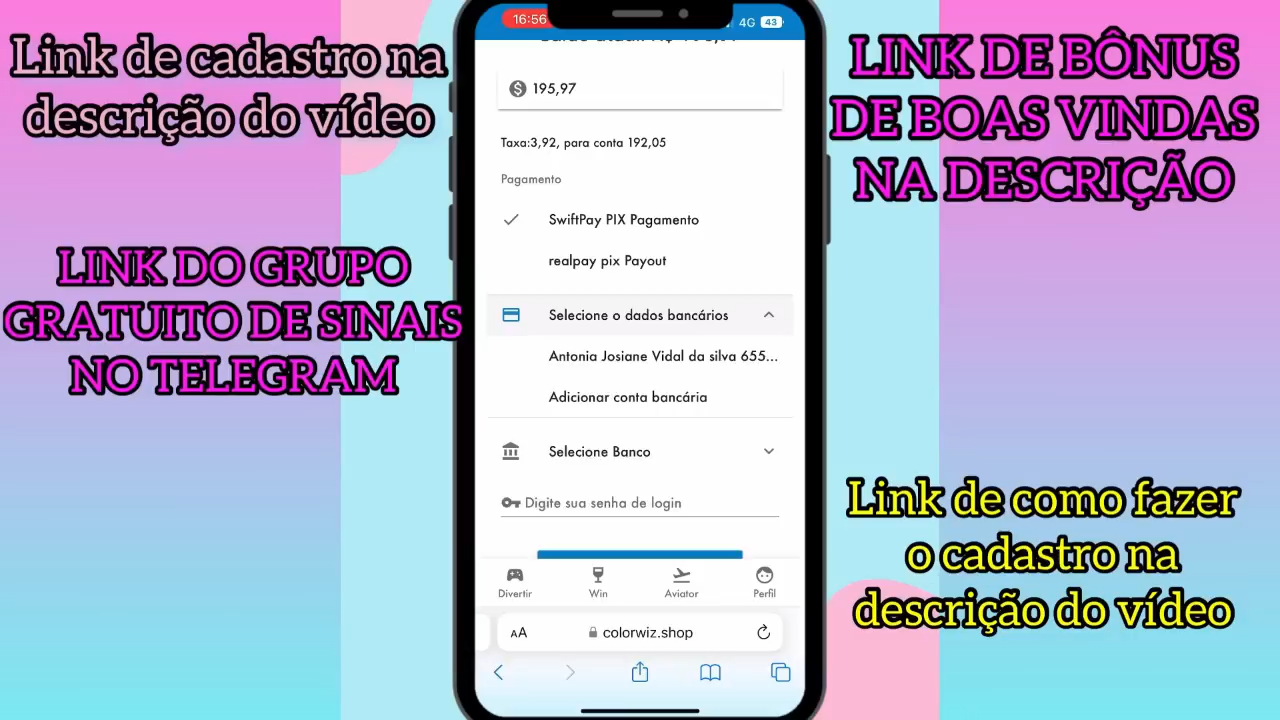 Link de cadastro na
descrição do vídeo
LINK DO GRUPO
GRATUITO DE SINAIS
NO TELEGRAM
16:56
4G 43
195,97
Taxa:3,92, para conta 192,05
Pagamento
SwiftPay PIX Pagamento
realpay pix Payout
Selecione o dados bancários
Antonia Josiane Vidal da silva 655...
Adicionar conta bancária
Selecione Banco
Digite sua senha de login
Divertir Win Aviator Perfil
AA colorwiz.shop
LINK DE BÔNUS
DE BOAS VINDAS
NA DESCRIÇÃO
Link de como fazer
o cadastro na
descrição do vídeo